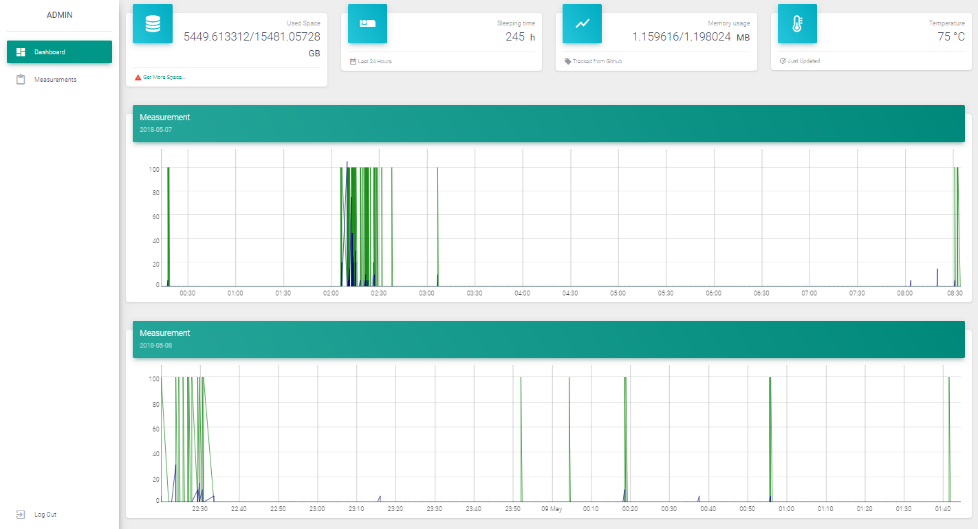 ADMIN
Dashboard
Measurements
Log Out
Used Space
5449.613312/15481.05728
GB
Get More Space...
Sleeping time
245 h
Last 24 Hours
Memory usage
1.159616/1.198024 MB
Tracked from Github
Temperature
75 °C
Just Updated
Measurement
2018-05-07
100
80
60
40
20
0
00:30 01:00 01:30 02:00 02:30 03:00 03:30 04:00 04:30 05:00 05:30 06:00 06:30 07:00 07:30 08:00 08:30
Measurement
2018-05-08
100
80
60
40
20
0
22:30 22:40 22:50 23:00 23:10 23:20 23:30 23:40 23:50 09 May 00:10 00:20 00:30 00:40 00:50 01:00 01:10 01:20 01:30 01:40